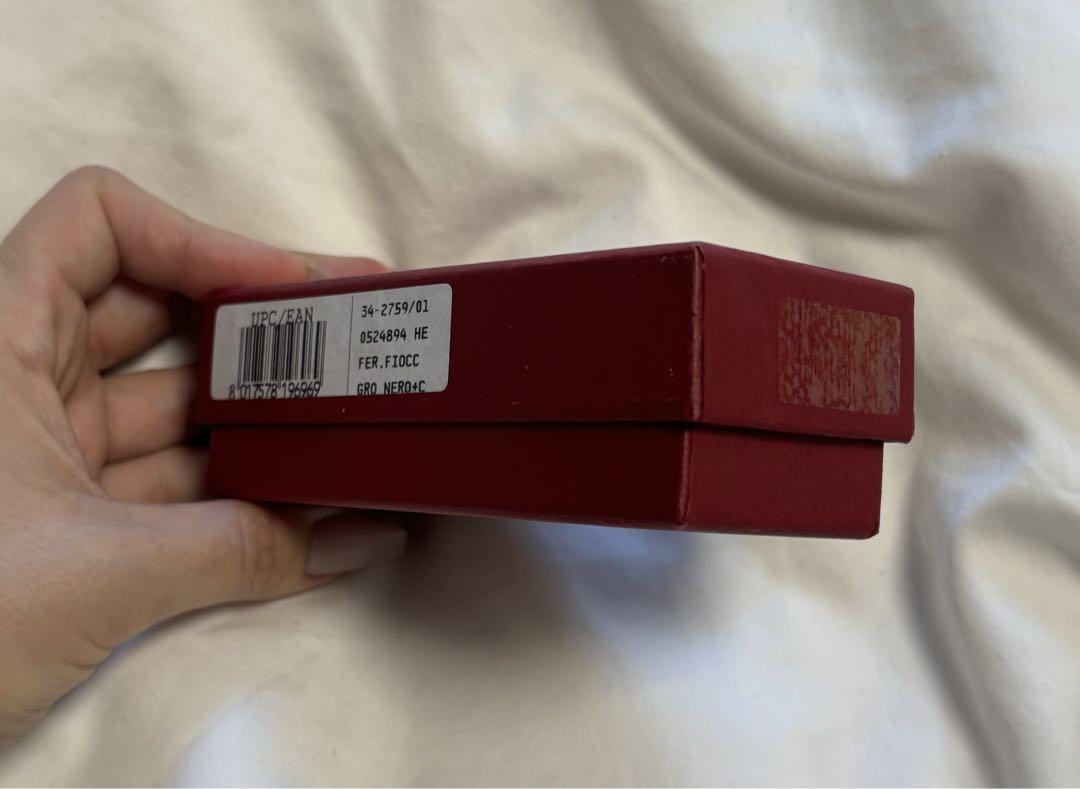 UPC/EAN
8 017578 196969
34-2759/01
0524894 HE
FER.FIOCC
GRO NERO+C